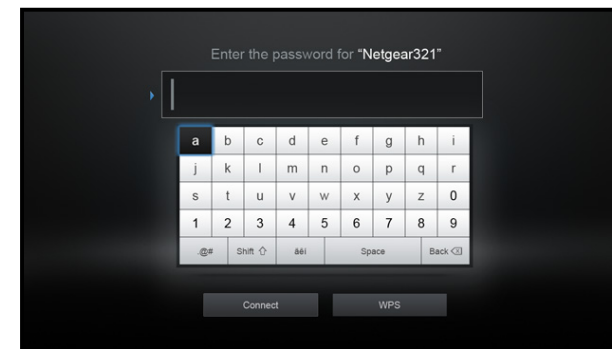 Enter the password for “Netgear321”
a b c d e f g h i
j k l m n o p q r
s t u v w x y z 0
1 2 3 4 5 6 7 8 9
.@# Shift âêî Space Back
Connect WPS